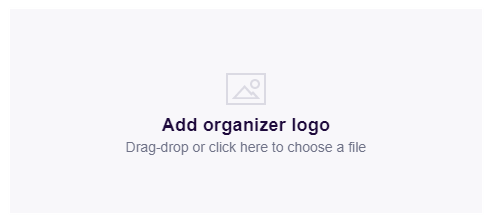 Add organizer logo
Drag-drop or click here to choose a file